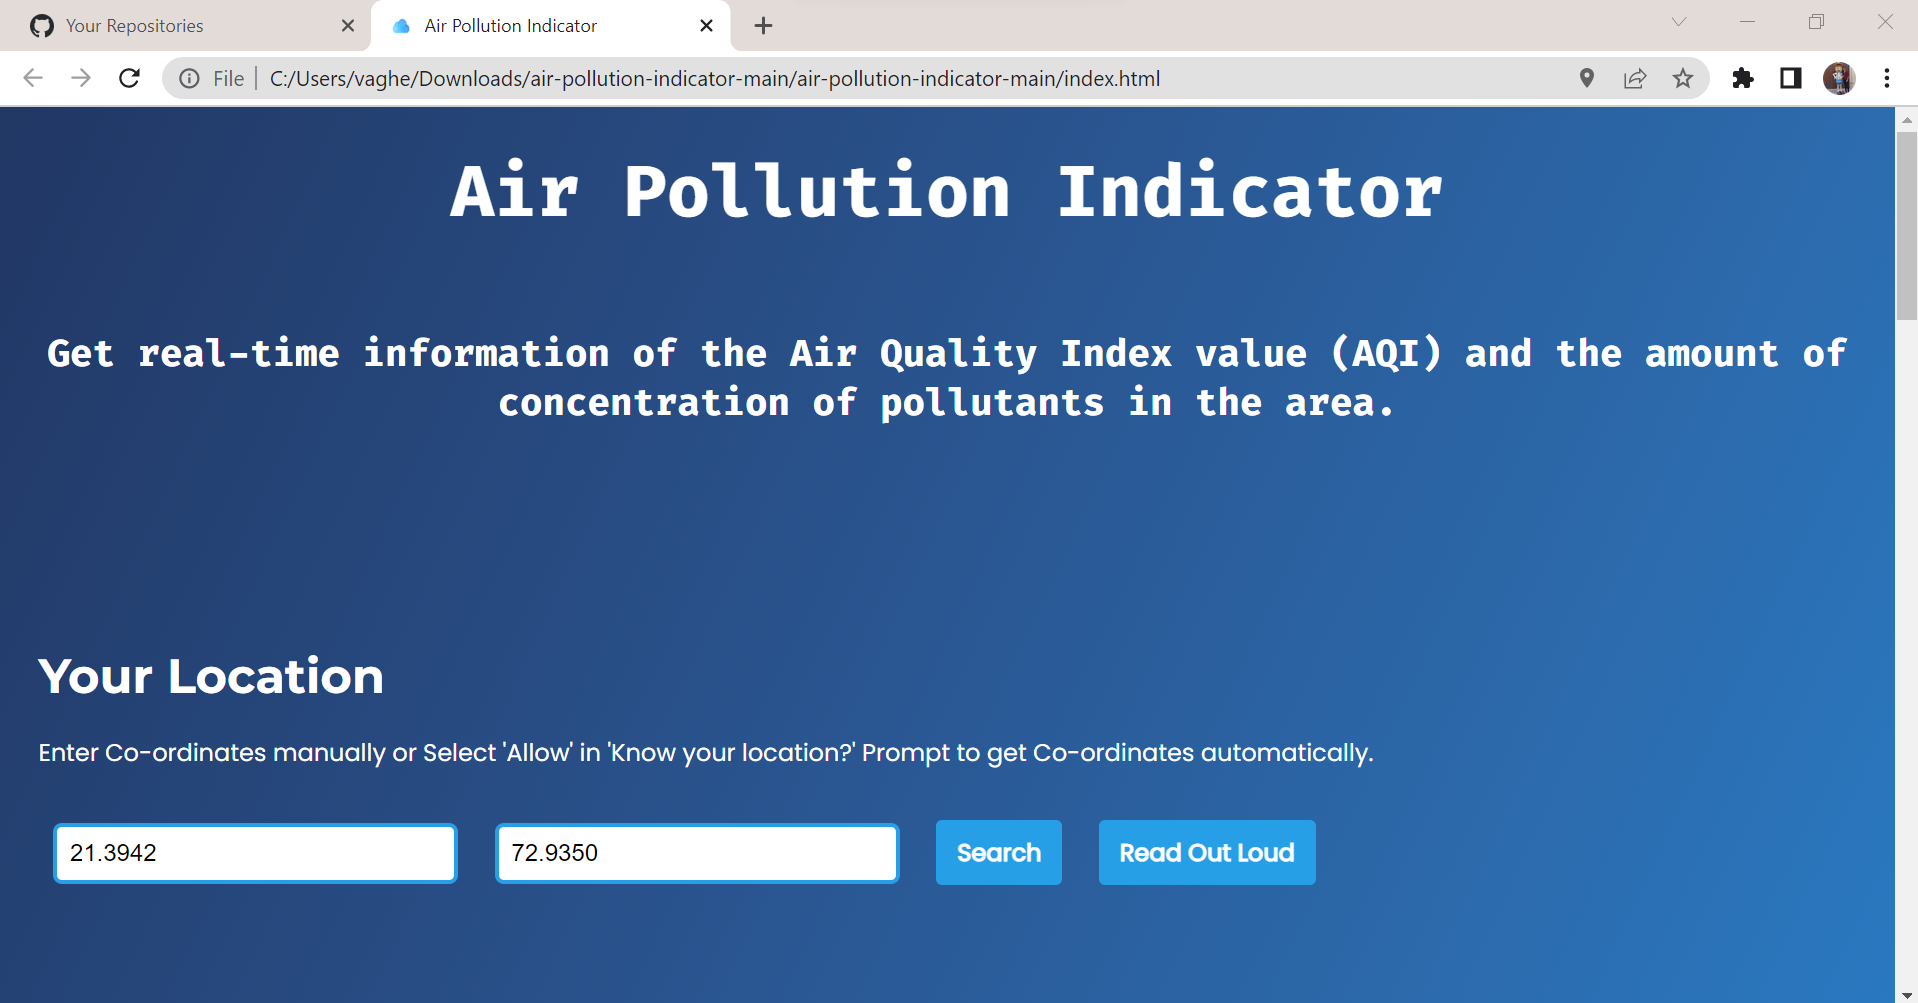 Your Repositories
Air Pollution Indicator
File
C:/Users/vaghe/Downloads/air-pollution-indicator-main/air-pollution-indicator-main/index.html
Air Pollution Indicator
Get real-time information of the Air Quality Index value (AQI) and the amount of
concentration of pollutants in the area.
Your Location
Enter Co-ordinates manually or Select 'Allow' in 'Know your location?' Prompt to get Co-ordinates automatically.
21.3942
72.9350
Search
Read Out Loud